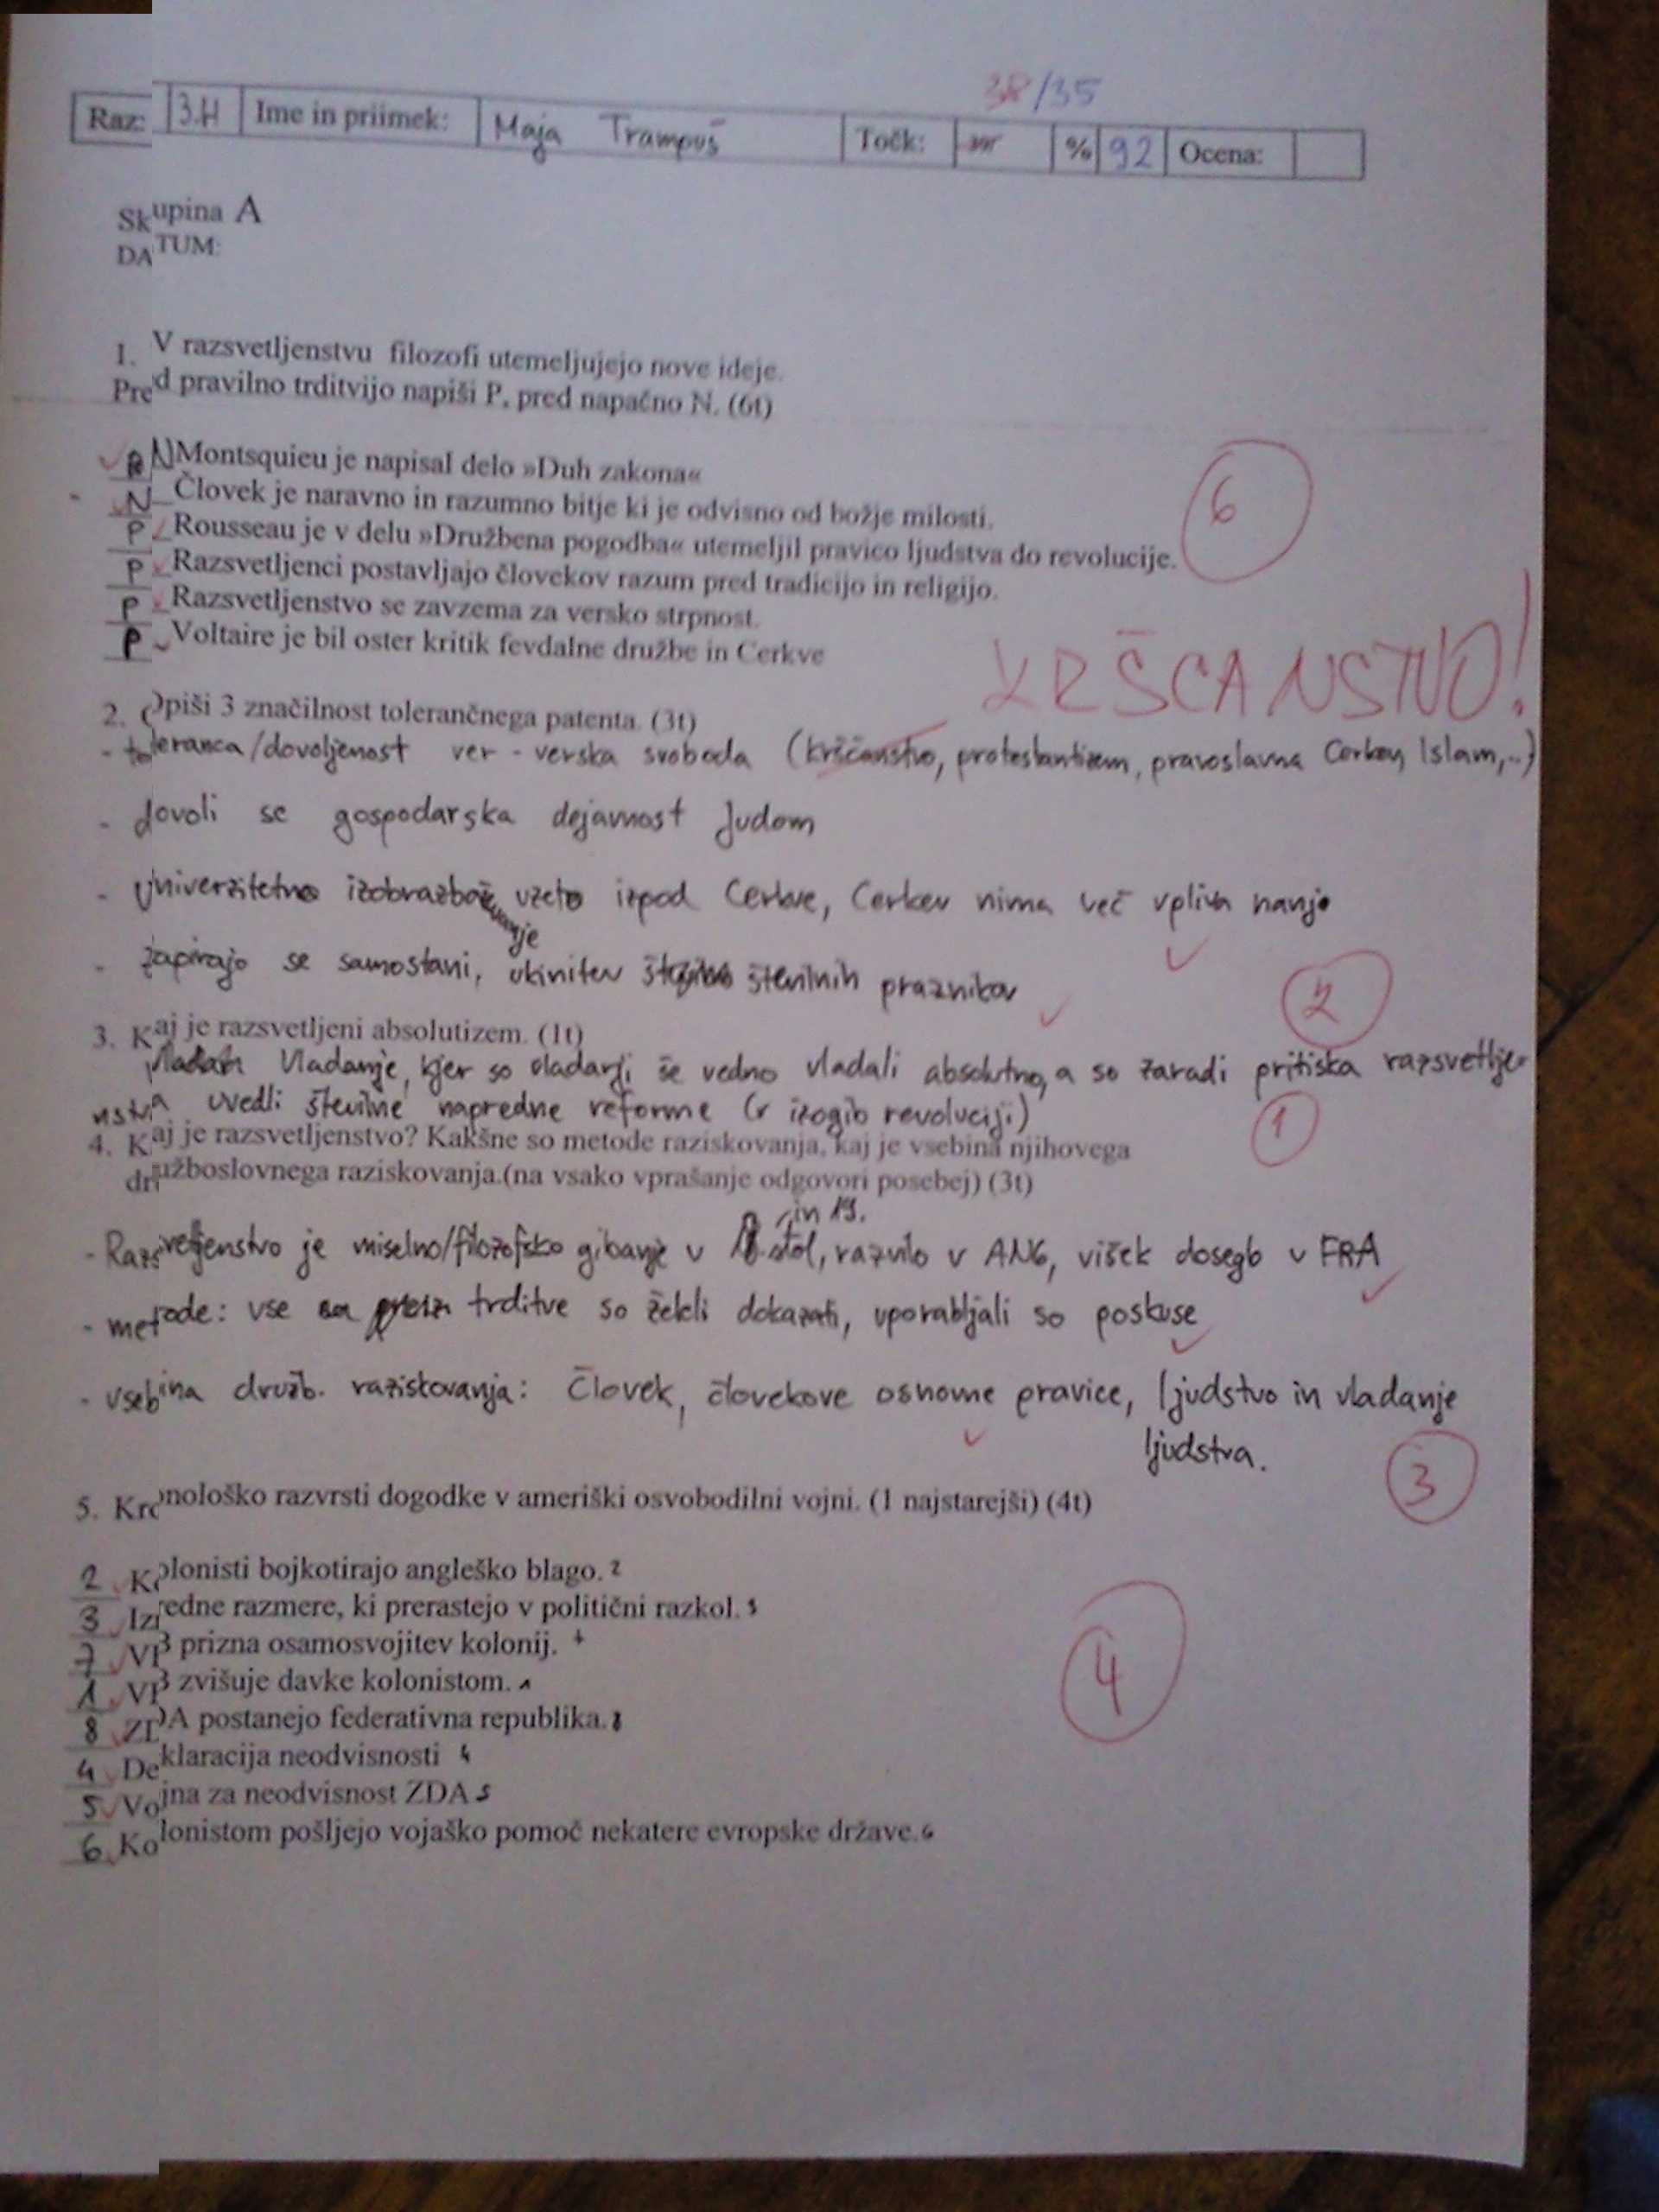 38/35
Raz: 3.H Ime in priimek: Maja Trampuš Točk: % 92 Ocena:
Skupina A
DATUM:
1. V razsvetljenstvu filozofi utemeljujejo nove ideje.
Pred pravilno trditvijo napiši P, pred napačno N. (6t)
N Montsquieu je napisal delo »Duh zakona«
N Človek je naravno in razumno bitje ki je odvisno od božje milosti.
P Rousseau je v delu »Družbena pogodba« utemeljil pravico ljudstva do revolucije.
P Razsvetljenci postavljajo človekov razum pred tradicijo in religijo.
P Razsvetljenstvo se zavzema za versko strpnost.
P Voltaire je bil oster kritik fevdalne družbe in Cerkve
6
KRŠČANSTVO!
2. Opiši 3 značilnost tolerančnega patenta. (3t)
- toleranca/dovoljenost ver - verska svoboda (krščanstvo, protestantizem, pravoslavna Cerkev, Islam,..)
- dovoli se gospodarska dejavnost Judom
- Univerzitetno izobraževanje vzeto izpod Cerkve, Cerkev nima več vpliva nanjo
- zapirajo se samostani, ukinitev številnih praznikov
2
3. Kaj je razsvetljeni absolutizem. (1t)
Vladanje, kjer so vladarji še vedno vladali absolutno, a so zaradi pritiska razsvetlje-
nstva uvedli številne napredne reforme (v izogib revoluciji)
1
4. Kaj je razsvetljenstvo? Kakšne so metode raziskovanja, kaj je vsebina njihovega
družboslovnega raziskovanja.(na vsako vprašanje odgovori posebej) (3t)
- Razsvetljenstvo je miselno/filozofsko gibanje v 18. in 19. stol, razvilo v ANG, višek doseglo v FRA
- metode: vse trditve so želeli dokazati, uporabljali so poskuse
- vsebina družb. raziskovanja: Človek, človekove osnovne pravice, ljudstvo in vladanje
ljudstva.
3
5. Kronološko razvrsti dogodke v ameriški osvobodilni vojni. (1 najstarejši) (4t)
2 Kolonisti bojkotirajo angleško blago. 2
3 Izredne razmere, ki prerastejo v politični razkol. 3
7 VB prizna osamosvojitev kolonij.
1 VB zvišuje davke kolonistom. 1
8 ZDA postanejo federativna republika. 8
4 Deklaracija neodvisnosti 4
5 Vojna za neodvisnost ZDA 5
6 Kolonistom pošljejo vojaško pomoč nekatere evropske države. 6
4